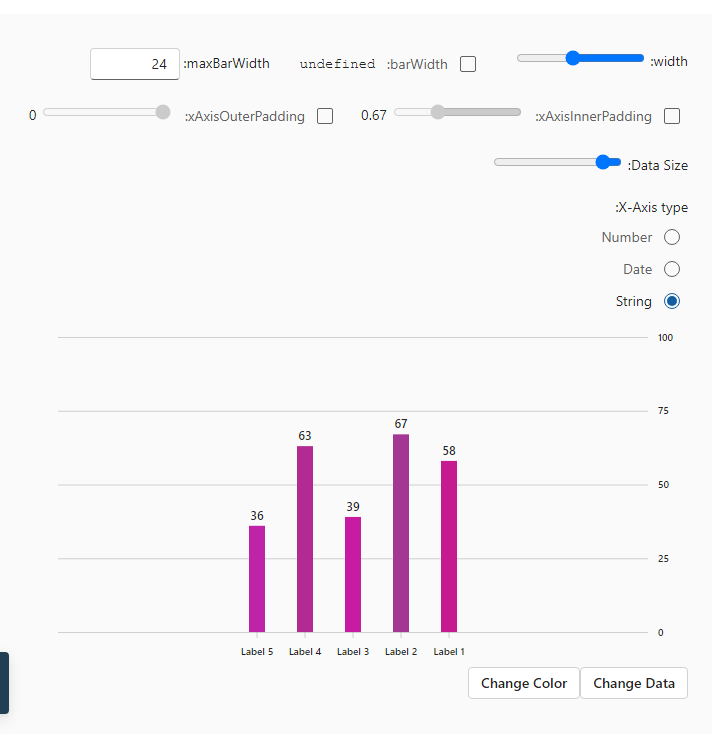 :width
:barWidth undefined
:maxBarWidth 24
:xAxisInnerPadding 0.67
:xAxisOuterPadding 0
:Data Size
:X-Axis type
Number
Date
String
100
75
50
25
0
36 63 39 67 58
Label 5 Label 4 Label 3 Label 2 Label 1
Change Color Change Data